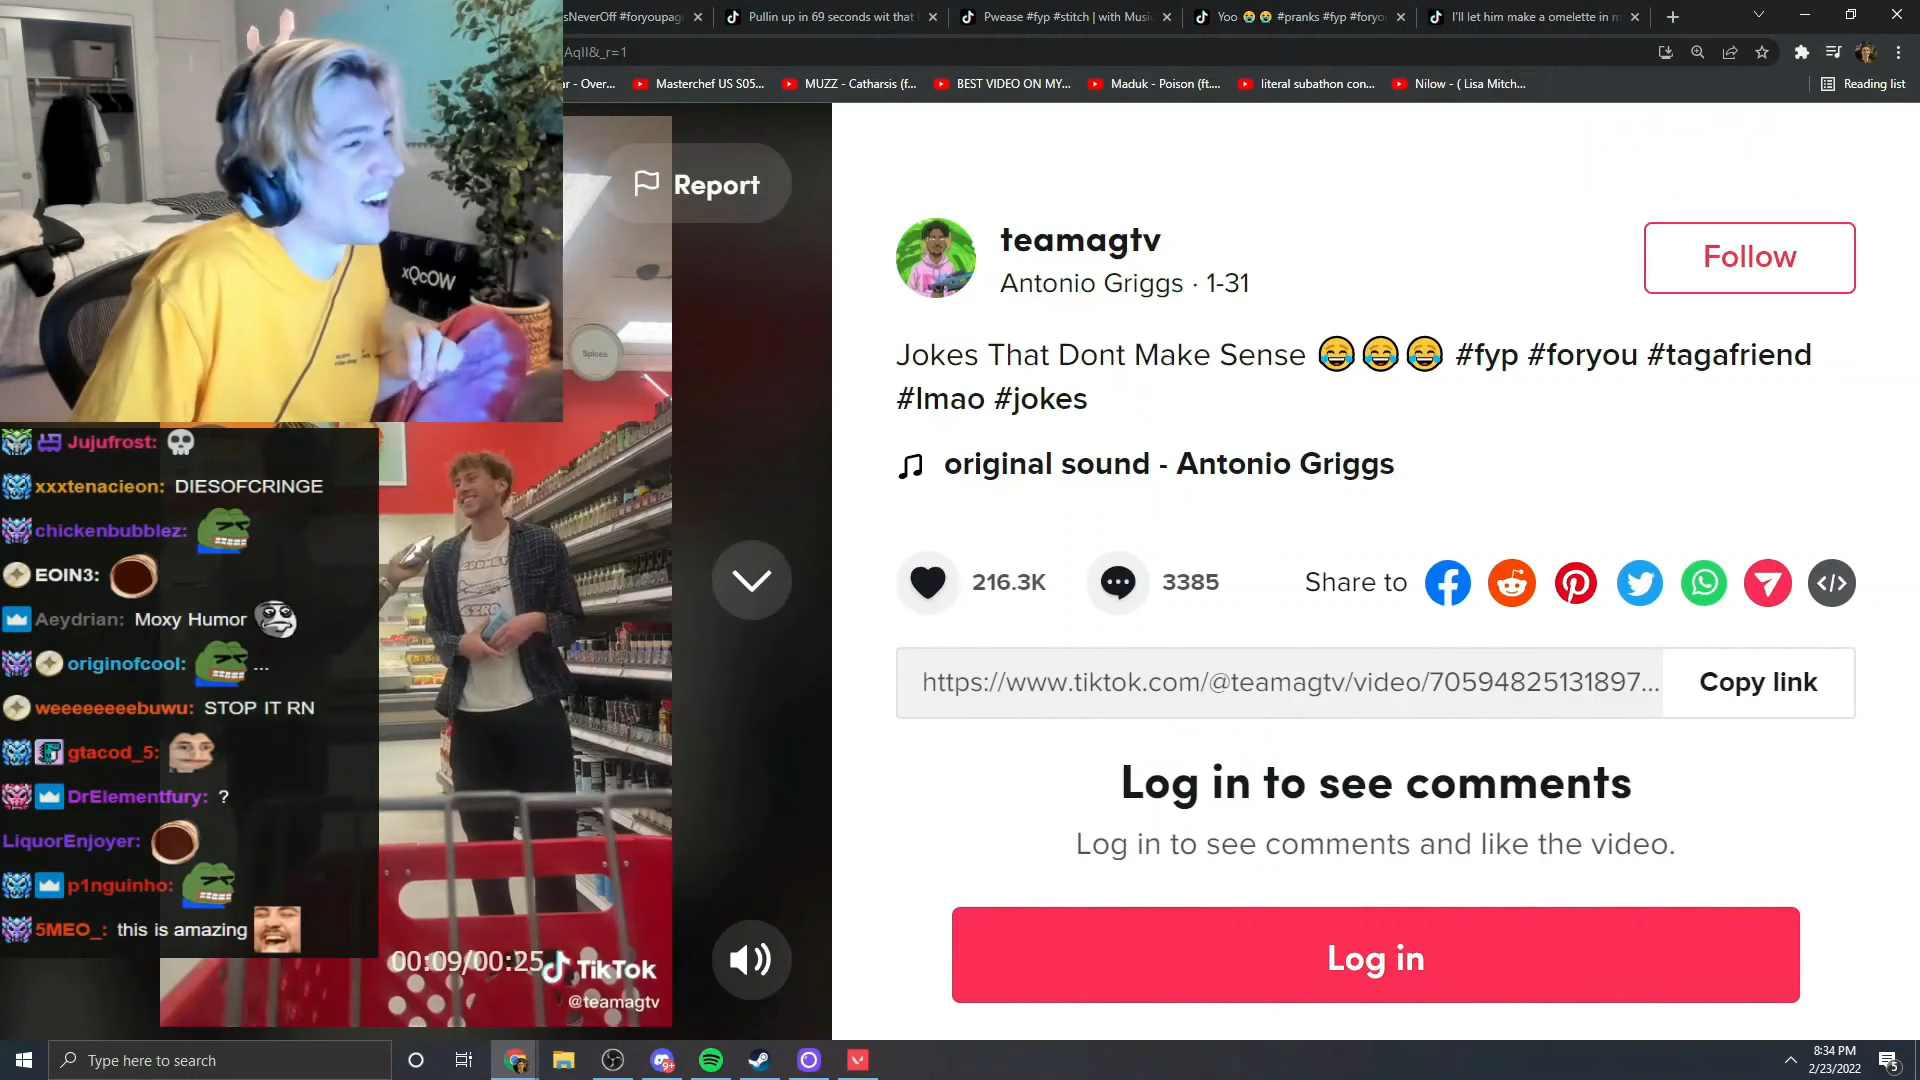 sNeverOff #foryoupag
Pullin up in 69 seconds wit that
Pwease #fyp #stitch | with Music
Yoo 😭 😭 #pranks #fyp #foryo
I'll let him make a omelette in m
AqII&_r=1
ar - Over...
Masterchef US S05...
MUZZ - Catharsis (f...
BEST VIDEO ON MY...
Maduk - Poison (ft....
literal subathon con...
Nilow - ( Lisa Mitch...
Reading list
xQcOW
Report
Spices
teamagtv
Antonio Griggs · 1-31
Follow
Jokes That Dont Make Sense 😂😂😂 #fyp #foryou #tagafriend
#lmao #jokes
original sound - Antonio Griggs
216.3K
3385
Share to
https://www.tiktok.com/@teamagtv/video/70594825131897...
Copy link
Log in to see comments
Log in to see comments and like the video.
Log in
Jujufrost: 💀
xxxtenacieon: DIESOFCRINGE
chickenbubblez:
EOIN3:
Aeydrian: Moxy Humor
originofcool: ...
weeeeeeeebuwu: STOP IT RN
gtacod_5:
DrElementfury: ?
LiquorEnjoyer:
p1nguinho:
5MEO_: this is amazing
00:09/00:25
TikTok
@teamagtv
Type here to search
9+
8:34 PM
2/23/2022
5